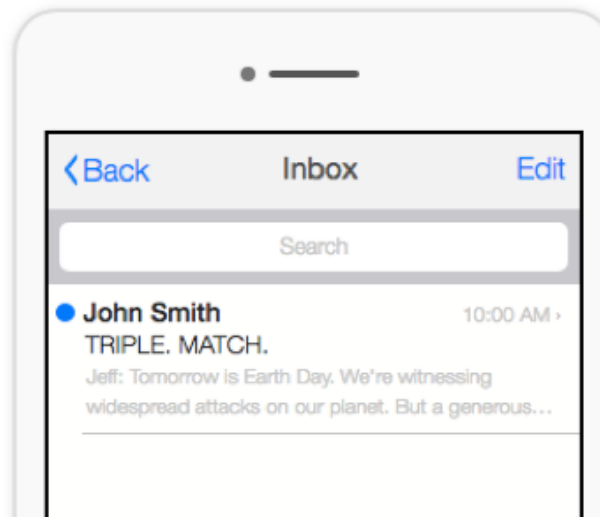 Back Inbox Edit
Search
John Smith 10:00 AM
TRIPLE. MATCH.
Jeff: Tomorrow is Earth Day. We're witnessing
widespread attacks on our planet. But a generous...